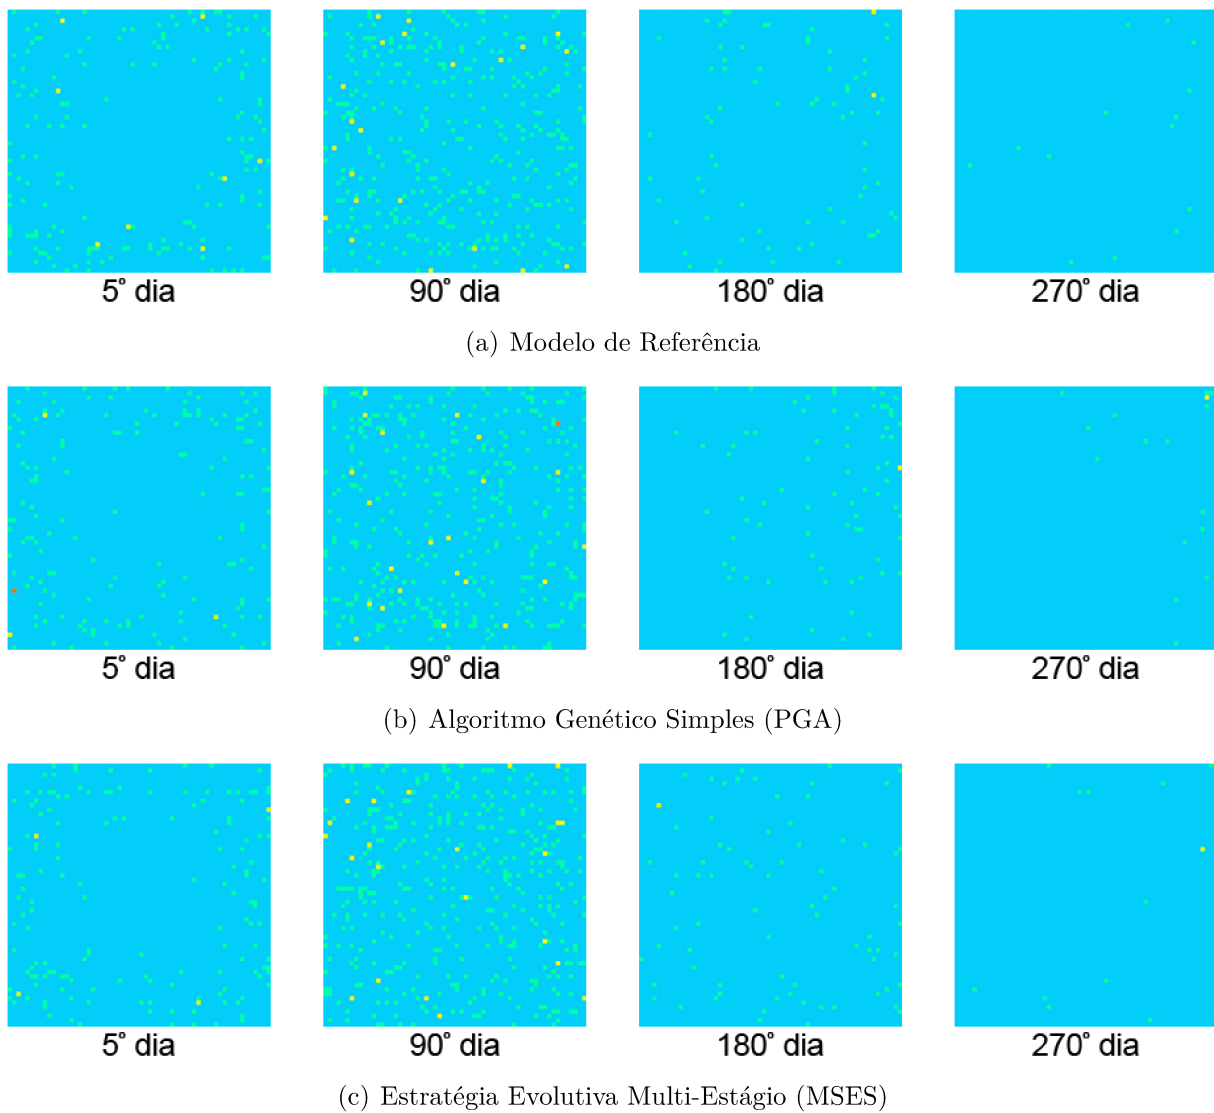 5° dia 90° dia 180° dia 270° dia
(a) Modelo de Referência
5° dia 90° dia 180° dia 270° dia
(b) Algoritmo Genético Simples (PGA)
5° dia 90° dia 180° dia 270° dia
(c) Estratégia Evolutiva Multi-Estágio (MSES)